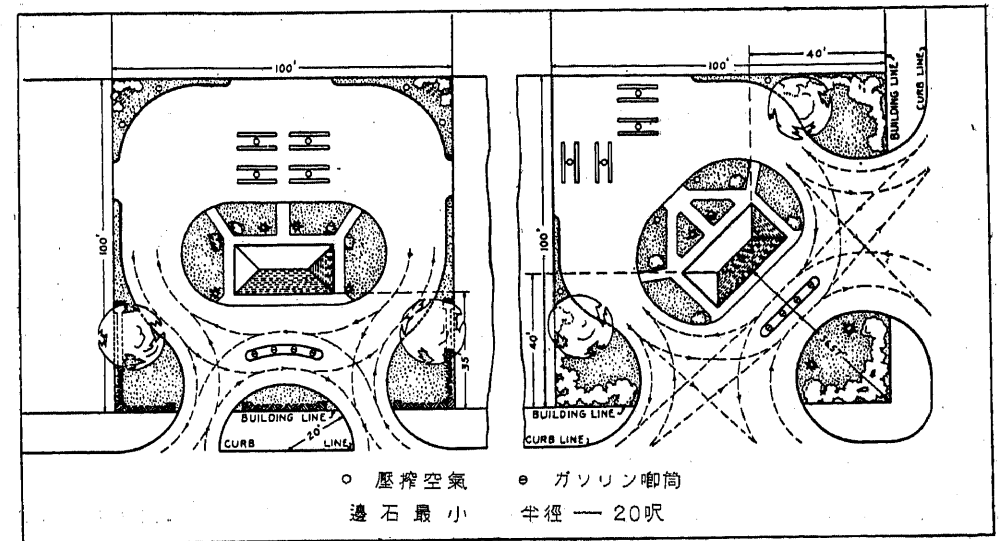 100'
100'
35'
BUILDING LINE
20'
CURB LINE
40'
100'
BUILDING LINE
CURB LINE
100'
40'
BUILDING LINE
CURB LINE
壓搾空氣 ガソリン喞筒
邊石最小 半徑 — 20呎